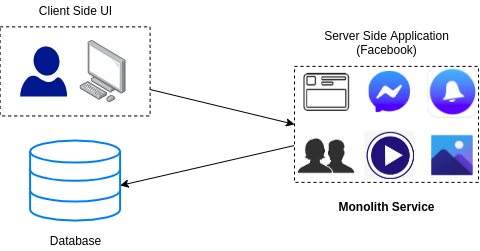 Client Side UI
Server Side Application
(Facebook)
Monolith Service
Database